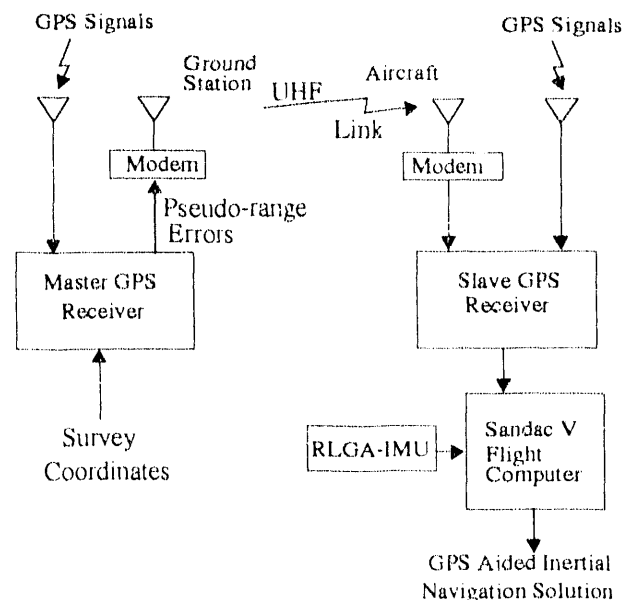 GPS Signals
GPS Signals
Ground
Station
UHF
Link
Aircraft
Modem
Modem
Pseudo-range
Errors
Master GPS
Receiver
Slave GPS
Receiver
Survey
Coordinates
RLGA-IMU
Sandac V
Flight
Computer
GPS Aided Inertial
Navigation Solution